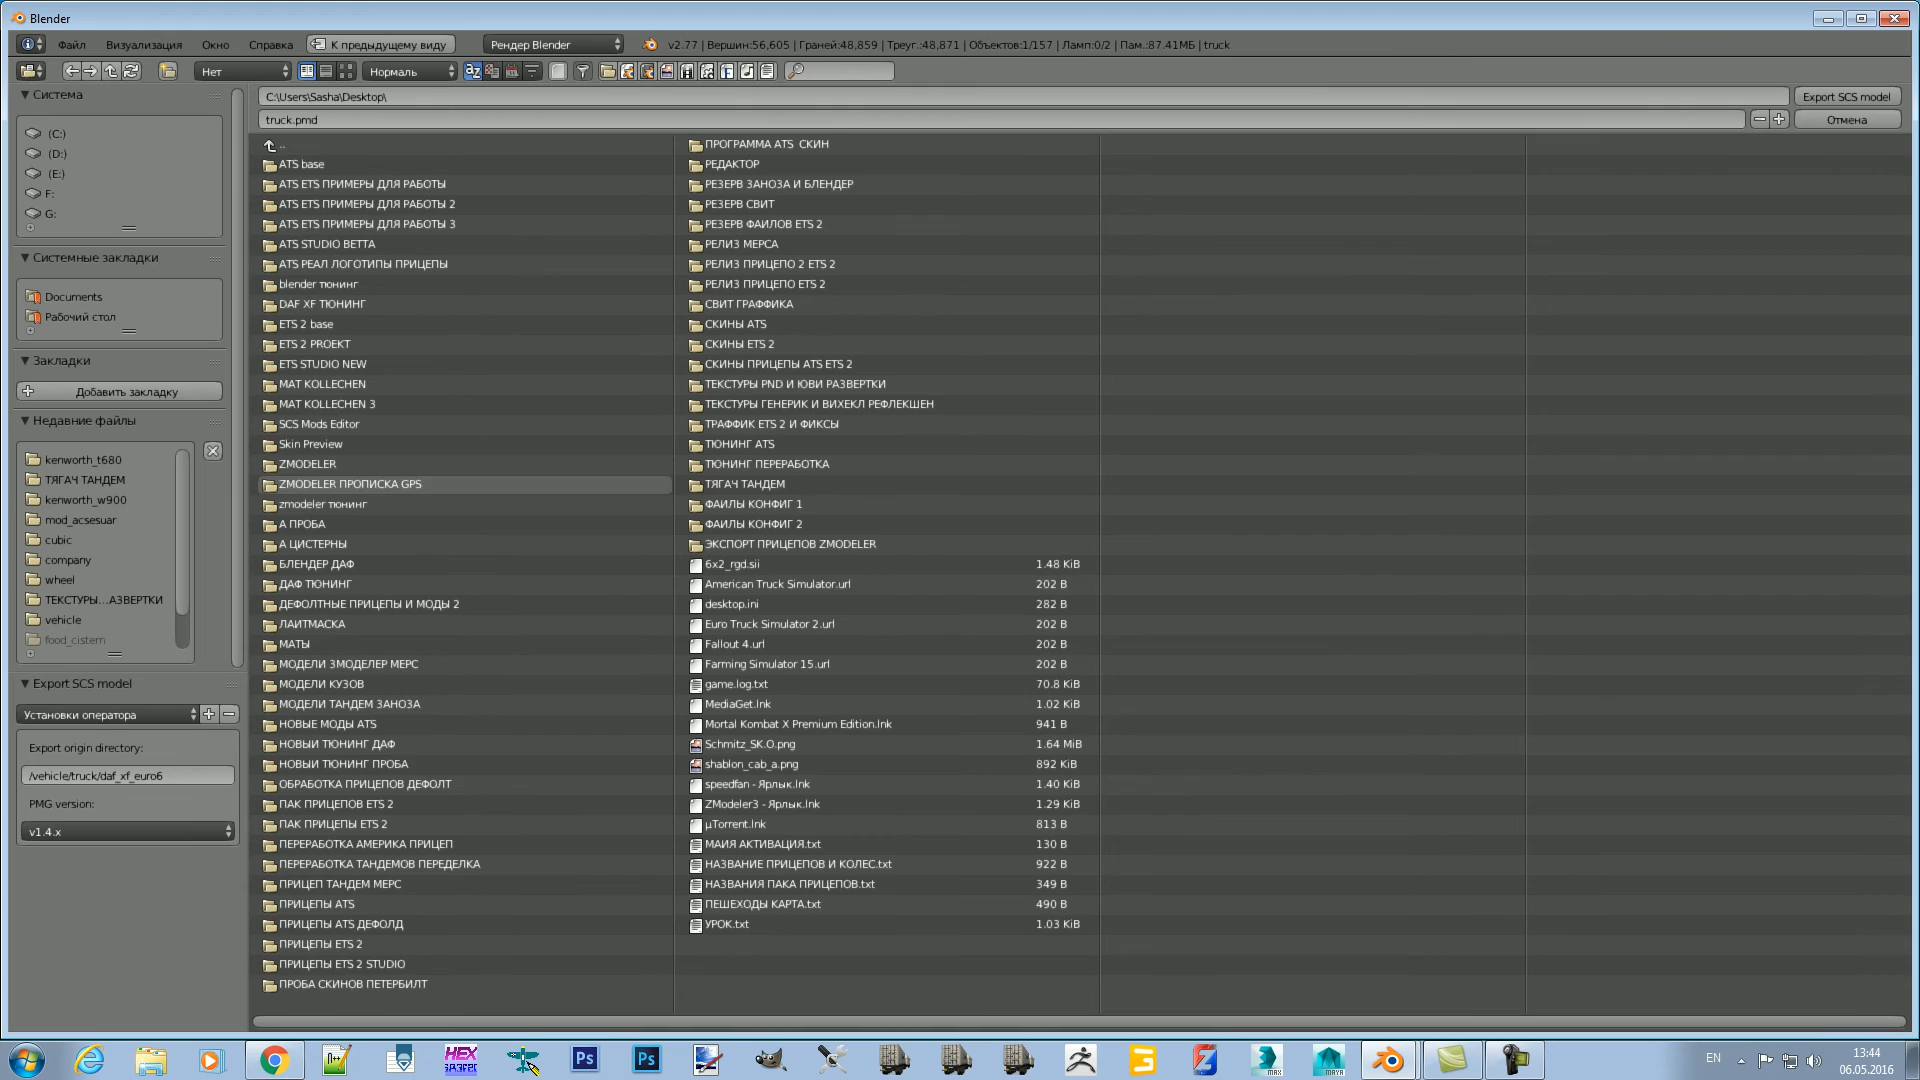 Blender
Файл Визуализация Окно Справка К предыдущему виду Рендер Blender v2.77 | Вершин:56,605 | Граней:48,859 | Треуг.:48,871 | Объектов:1/157 | Ламп:0/2 | Пам.:87.41МБ | truck
Нет Нормаль
Система
(C:)
(D:)
(E:)
F:
G:
Системные закладки
Documents
Рабочий стол
Закладки
Добавить закладку
Недавние файлы
kenworth_t680
ТЯГАЧ ТАНДЕМ
kenworth_w900
mod_acsesuar
cubic
company
wheel
ТЕКСТУРЫ...АЗВЕРТКИ
vehicle
food_cistern
Export SCS model
Установки оператора
Export origin directory:
/vehicle/truck/daf_xf_euro6
PMG version:
v1.4.x
C:\Users\Sasha\Desktop\ Export SCS model
truck.pmd Отмена
..
ATS base
ATS ETS ПРИМЕРЫ ДЛЯ РАБОТЫ
ATS ETS ПРИМЕРЫ ДЛЯ РАБОТЫ 2
ATS ETS ПРИМЕРЫ ДЛЯ РАБОТЫ 3
ATS STUDIO BETTA
ATS РЕАЛ ЛОГОТИПЫ ПРИЦЕПЫ
blender тюнинг
DAF XF ТЮНИНГ
ETS 2 base
ETS 2 PROEKT
ETS STUDIO NEW
MAT KOLLECHEN
MAT KOLLECHEN 3
SCS Mods Editor
Skin Preview
ZMODELER
ZMODELER ПРОПИСКА GPS
zmodeler тюнинг
А ПРОБА
А ЦИСТЕРНЫ
БЛЕНДЕР ДАФ
ДАФ ТЮНИНГ
ДЕФОЛТНЫЕ ПРИЦЕПЫ И МОДЫ 2
ЛАИТМАСКА
МАТЫ
МОДЕЛИ ЗМОДЕЛЕР МЕРС
МОДЕЛИ КУЗОВ
МОДЕЛИ ТАНДЕМ ЗАНОЗА
НОВЫЕ МОДЫ ATS
НОВЫЙ ТЮНИНГ ДАФ
НОВЫЙ ТЮНИНГ ПРОБА
ОБРАБОТКА ПРИЦЕПОВ ДЕФОЛТ
ПАК ПРИЦЕПОВ ETS 2
ПАК ПРИЦЕПЫ ETS 2
ПЕРЕРАБОТКА АМЕРИКА ПРИЦЕП
ПЕРЕРАБОТКА ТАНДЕМОВ ПЕРЕДЕЛКА
ПРИЦЕП ТАНДЕМ МЕРС
ПРИЦЕПЫ ATS
ПРИЦЕПЫ ATS ДЕФОЛД
ПРИЦЕПЫ ETS 2
ПРИЦЕПЫ ETS 2 STUDIO
ПРОБА СКИНОВ ПЕТЕРБИЛТ
ПРОГРАММА ATS СКИН
РЕДАКТОР
РЕЗЕРВ ЗАНОЗА И БЛЕНДЕР
РЕЗЕРВ СВИТ
РЕЗЕРВ ФАИЛОВ ETS 2
РЕЛИЗ МЕРСА
РЕЛИЗ ПРИЦЕПО 2 ETS 2
РЕЛИЗ ПРИЦЕПО ETS 2
СВИТ ГРАФФИКА
СКИНЫ ATS
СКИНЫ ETS 2
СКИНЫ ПРИЦЕПЫ ATS ETS 2
ТЕКСТУРЫ PND И ЮВИ РАЗВЕРТКИ
ТЕКСТУРЫ ГЕНЕРИК И ВИХЕКЛ РЕФЛЕКШЕН
ТРАФФИК ETS 2 И ФИКСЫ
ТЮНИНГ ATS
ТЮНИНГ ПЕРЕРАБОТКА
ТЯГАЧ ТАНДЕМ
ФАИЛЫ КОНФИГ 1
ФАИЛЫ КОНФИГ 2
ЭКСПОРТ ПРИЦЕПОВ ZMODELER
6x2_rgd.sii 1.48 KiB
American Truck Simulator.url 202 B
desktop.ini 282 B
Euro Truck Simulator 2.url 202 B
Fallout 4.url 202 B
Farming Simulator 15.url 202 B
game.log.txt 70.8 KiB
MediaGet.lnk 1.02 KiB
Mortal Kombat X Premium Edition.lnk 941 B
Schmitz_SK.O.png 1.64 MiB
shablon_cab_a.png 892 KiB
speedfan - Ярлык.lnk 1.40 KiB
ZModeler3 - Ярлык.lnk 1.29 KiB
µTorrent.lnk 813 B
МАИЯ АКТИВАЦИЯ.txt 130 B
НАЗВАНИЕ ПРИЦЕПОВ И КОЛЕС.txt 922 B
НАЗВАНИЯ ПАКА ПРИЦЕПОВ.txt 349 B
ПЕШЕХОДЫ КАРТА.txt 490 B
УРОК.txt 1.03 KiB
HEX Ps Ps MAX MAYA EN 13:44
06.05.2016